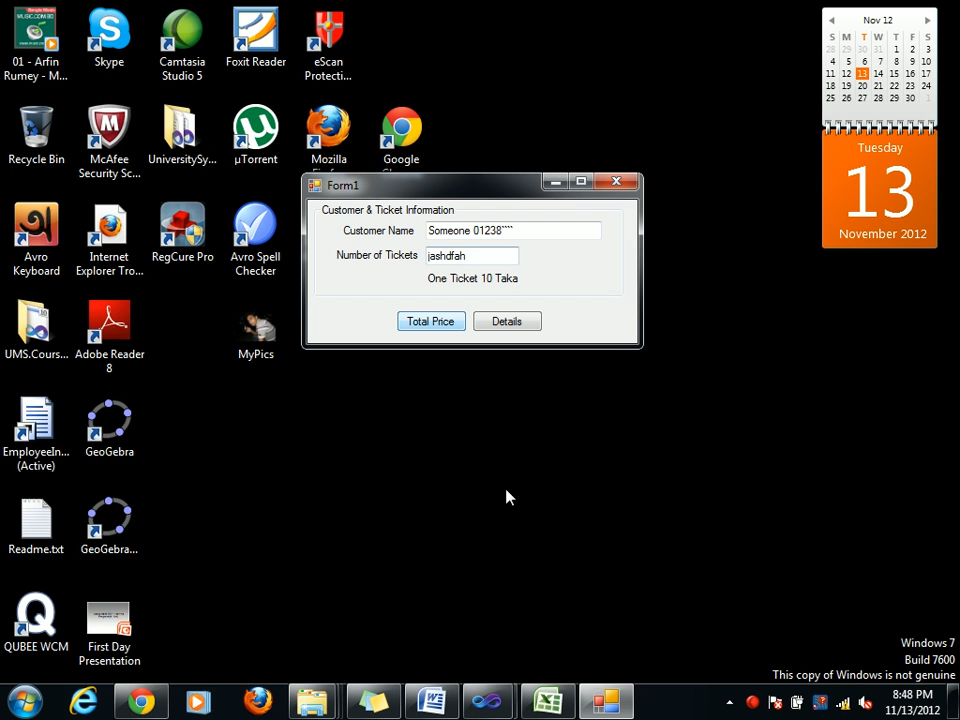 01 - Arfin
Rumey - M...
Skype
Camtasia
Studio 5
Foxit Reader
eScan
Protecti...
Recycle Bin
McAfee
Security Sc...
UniversitySy...
µTorrent
Mozilla
Google
Avro
Keyboard
Internet
Explorer Tro...
RegCure Pro
Avro Spell
Checker
UMS.Cours...
Adobe Reader
8
MyPics
EmployeeIn...
(Active)
GeoGebra
Readme.txt
GeoGebra...
QUBEE WCM
First Day
Presentation
Form1
Customer & Ticket Information
Customer Name Someone 01238````
Number of Tickets jashdfah
One Ticket 10 Taka
Total Price Details
Nov 12
S M T W T F S
28 29 30 31 1 2 3
4 5 6 7 8 9 10
11 12 13 14 15 16 17
18 19 20 21 22 23 24
25 26 27 28 29 30 1
Tuesday
13
November 2012
Windows 7
Build 7600
This copy of Windows is not genuine
8:48 PM
11/13/2012